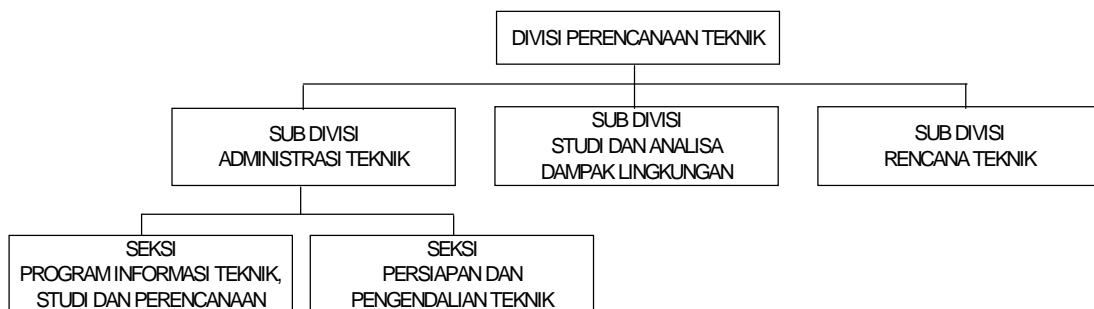 DIVISI PERENCANAAN TEKNIK
SUB DIVISI
ADMINISTRASI TEKNIK
SUB DIVISI
STUDI DAN ANALISA
DAMPAK LINGKUNGAN
SUB DIVISI
RENCANA TEKNIK
SEKSI
PROGRAM INFORMASI TEKNIK,
STUDI DAN PERENCANAAN
SEKSI
PERSIAPAN DAN
PENGENDALIAN TEKNIK